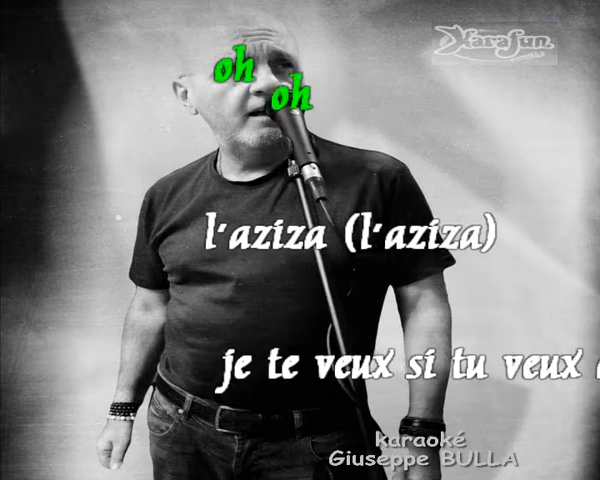 KaraFun
oh
oh
l'aziza (l'aziza)
je te veux si tu veux
karaoké
Giuseppe BULLA